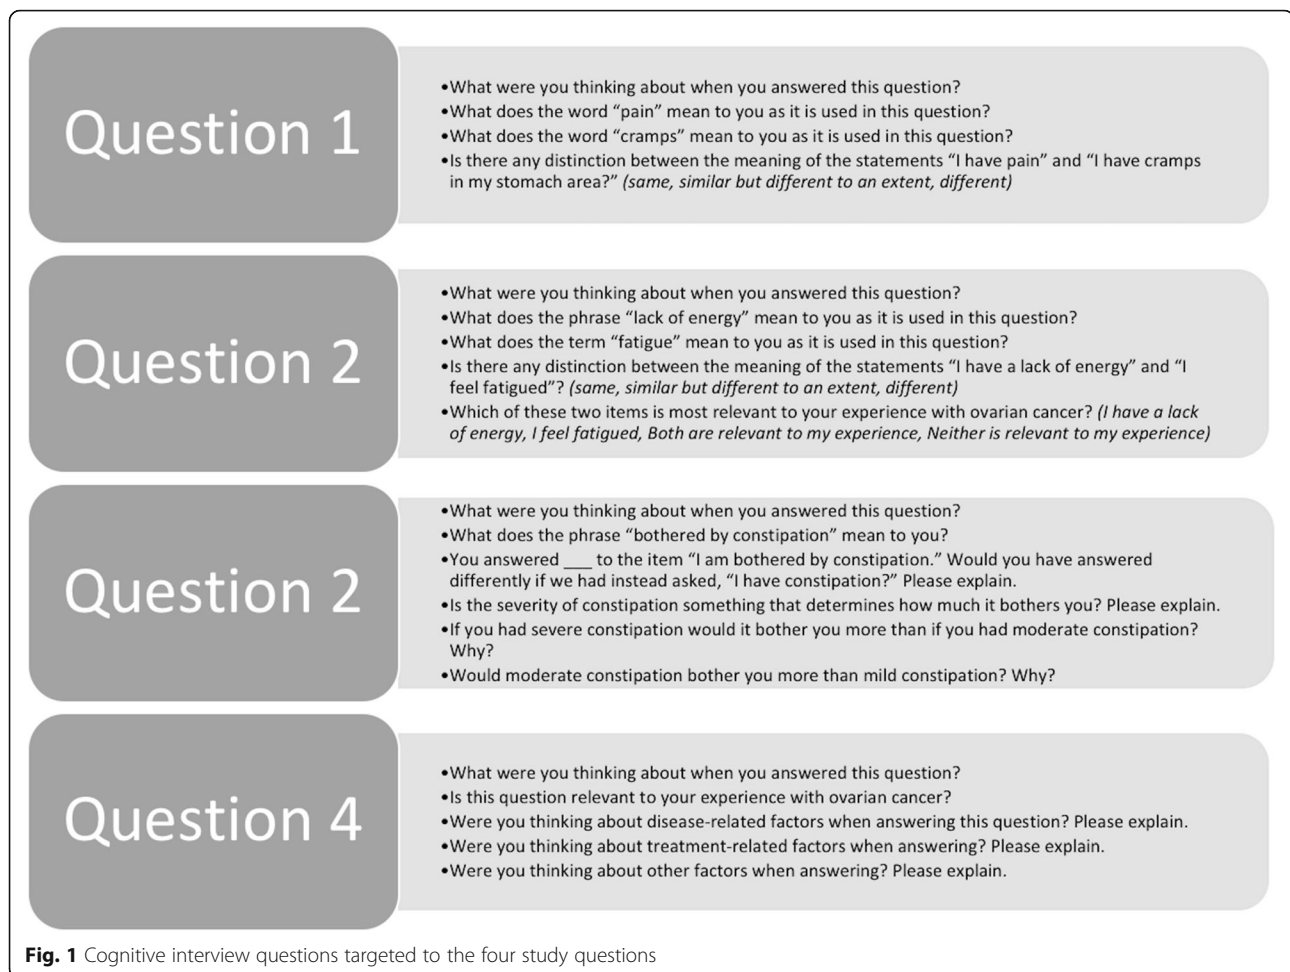 Question 1
•What were you thinking about when you answered this question?
•What does the word “pain” mean to you as it is used in this question?
•What does the word “cramps” mean to you as it is used in this question?
•Is there any distinction between the meaning of the statements “I have pain” and “I have cramps
in my stomach area?” (same, similar but different to an extent, different)
Question 2
•What were you thinking about when you answered this question?
•What does the phrase “lack of energy” mean to you as it is used in this question?
•What does the term “fatigue” mean to you as it is used in this question?
•Is there any distinction between the meaning of the statements “I have a lack of energy” and “I
feel fatigued”? (same, similar but different to an extent, different)
•Which of these two items is most relevant to your experience with ovarian cancer? (I have a lack
of energy, I feel fatigued, Both are relevant to my experience, Neither is relevant to my experience)
Question 2
•What were you thinking about when you answered this question?
•What does the phrase “bothered by constipation” mean to you?
•You answered ___ to the item “I am bothered by constipation.” Would you have answered
differently if we had instead asked, “I have constipation?” Please explain.
•Is the severity of constipation something that determines how much it bothers you? Please explain.
•If you had severe constipation would it bother you more than if you had moderate constipation?
Why?
•Would moderate constipation bother you more than mild constipation? Why?
Question 4
•What were you thinking about when you answered this question?
•Is this question relevant to your experience with ovarian cancer?
•Were you thinking about disease-related factors when answering this question? Please explain.
•Were you thinking about treatment-related factors when answering? Please explain.
•Were you thinking about other factors when answering? Please explain.
Fig. 1 Cognitive interview questions targeted to the four study questions